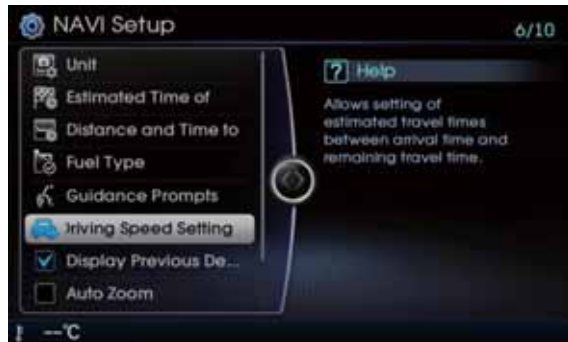 NAVI Setup
6/10
Unit
Estimated Time of
Distance and Time to
Fuel Type
Guidance Prompts
Driving Speed Setting
Display Previous De...
Auto Zoom
? Help
Allows setting of
estimated travel times
between arrival time and
remaining travel time.
--°C